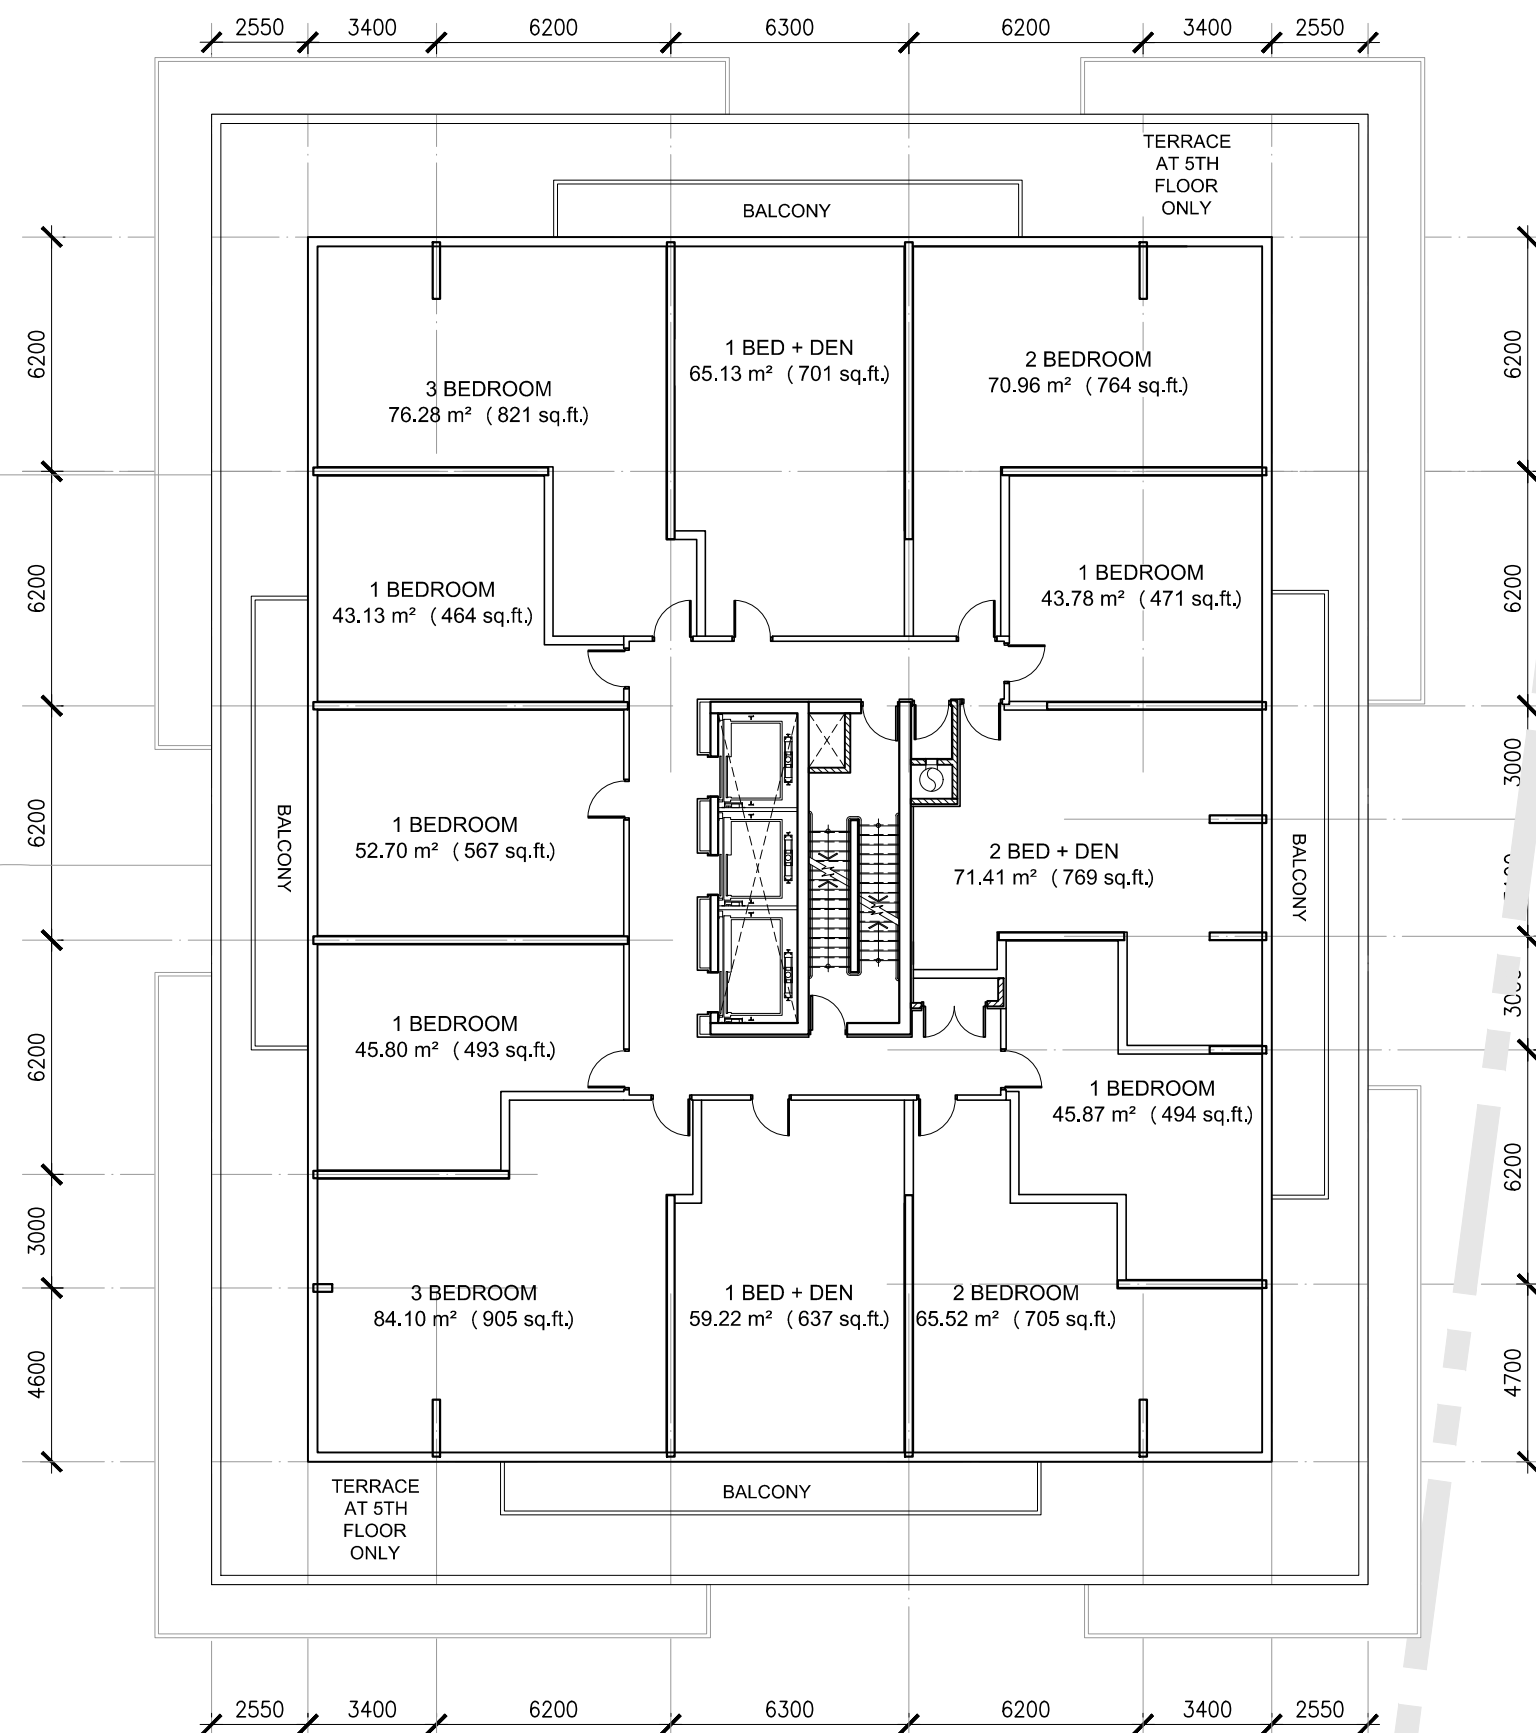 2550 3400 6200 6300 6200 3400 2550
TERRACE
AT 5TH
FLOOR
ONLY
BALCONY
6200
6200
1 BED + DEN
65.13 m² (701 sq.ft.)
2 BEDROOM
70.96 m² (764 sq.ft.)
3 BEDROOM
76.28 m² (821 sq.ft.)
6200
6200
1 BEDROOM
43.13 m² (464 sq.ft.)
1 BEDROOM
43.78 m² (471 sq.ft.)
3000
6200
BALCONY
1 BEDROOM
52.70 m² (567 sq.ft.)
2 BED + DEN
71.41 m² (769 sq.ft.)
BALCONY
6200
1 BEDROOM
45.80 m² (493 sq.ft.)
1 BEDROOM
45.87 m² (494 sq.ft.)
6200
3000
3 BEDROOM
84.10 m² (905 sq.ft.)
1 BED + DEN
59.22 m² (637 sq.ft.)
2 BEDROOM
65.52 m² (705 sq.ft.)
4600
4700
TERRACE
AT 5TH
FLOOR
ONLY
BALCONY
2550 3400 6200 6300 6200 3400 2550